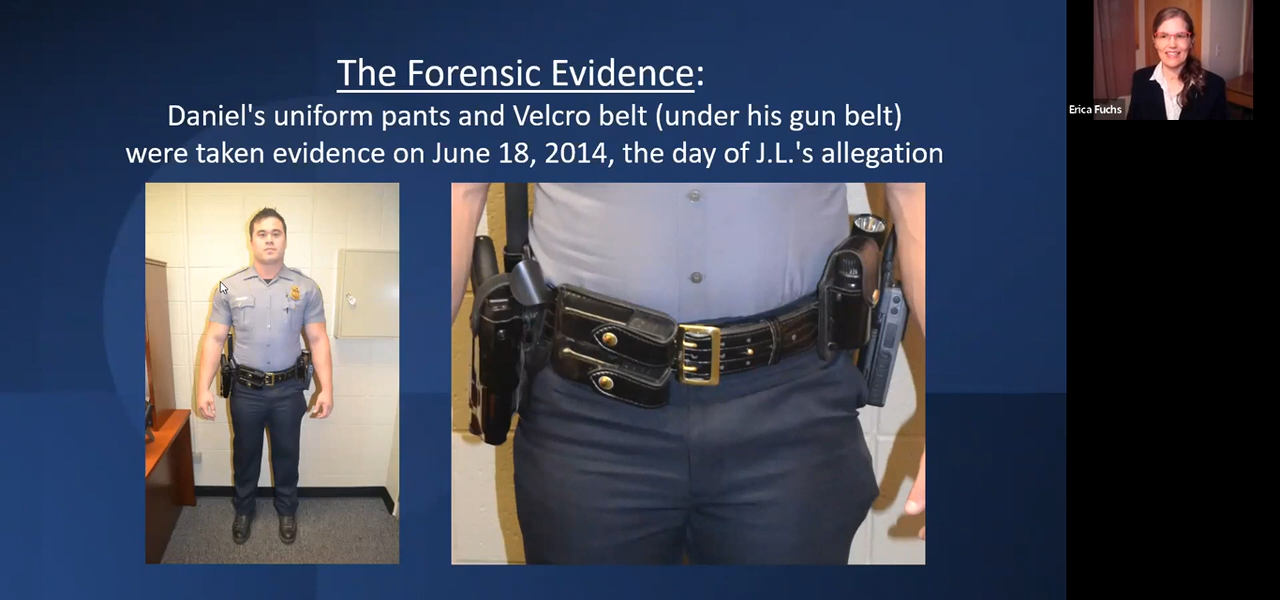 The Forensic Evidence:
Daniel's uniform pants and Velcro belt (under his gun belt)
were taken evidence on June 18, 2014, the day of J.L.'s allegation
Erica Fuchs